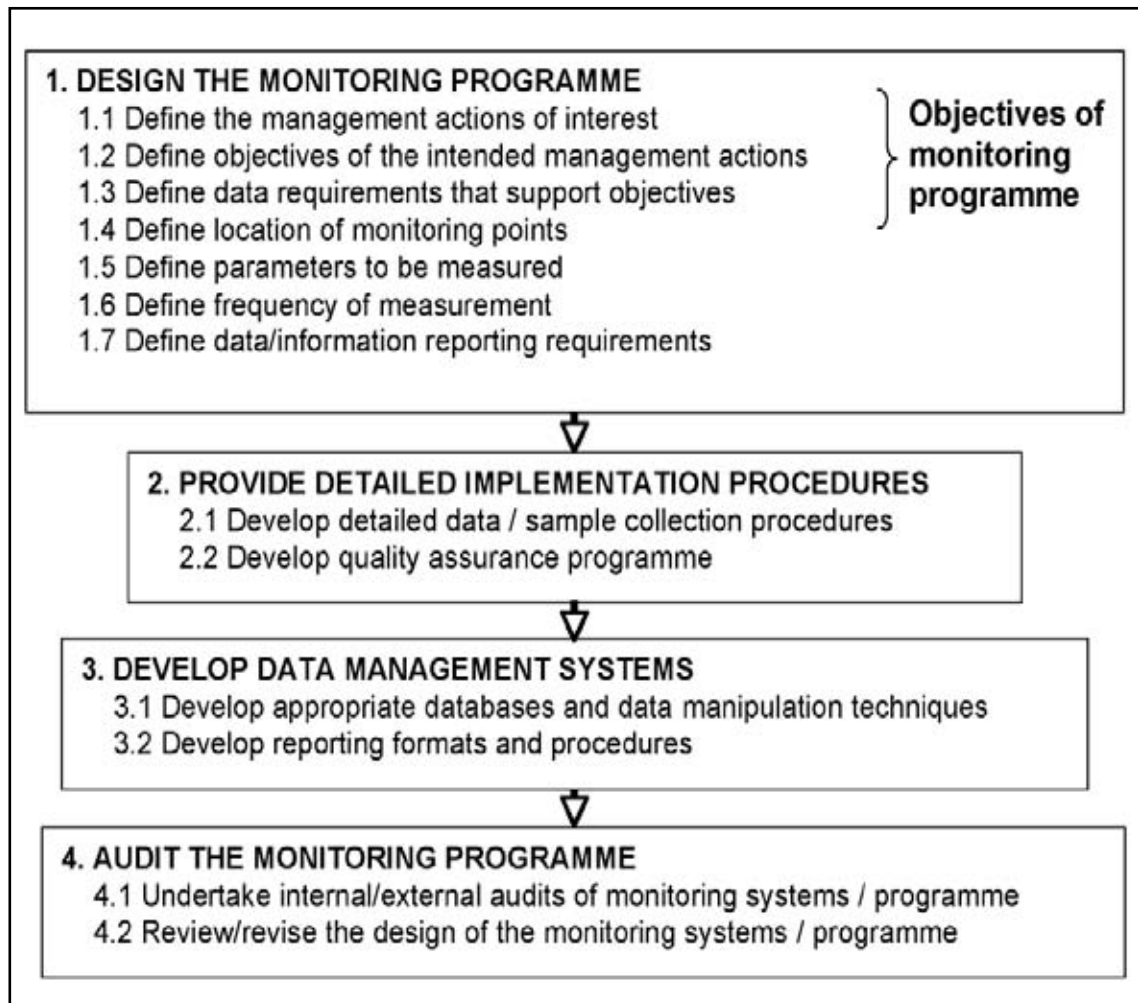 1. DESIGN THE MONITORING PROGRAMME
1.1 Define the management actions of interest
1.2 Define objectives of the intended management actions
1.3 Define data requirements that support objectives
1.4 Define location of monitoring points
1.5 Define parameters to be measured
1.6 Define frequency of measurement
1.7 Define data/information reporting requirements
Objectives of
monitoring
programme
2. PROVIDE DETAILED IMPLEMENTATION PROCEDURES
2.1 Develop detailed data / sample collection procedures
2.2 Develop quality assurance programme
3. DEVELOP DATA MANAGEMENT SYSTEMS
3.1 Develop appropriate databases and data manipulation techniques
3.2 Develop reporting formats and procedures
4. AUDIT THE MONITORING PROGRAMME
4.1 Undertake internal/external audits of monitoring systems / programme
4.2 Review/revise the design of the monitoring systems / programme